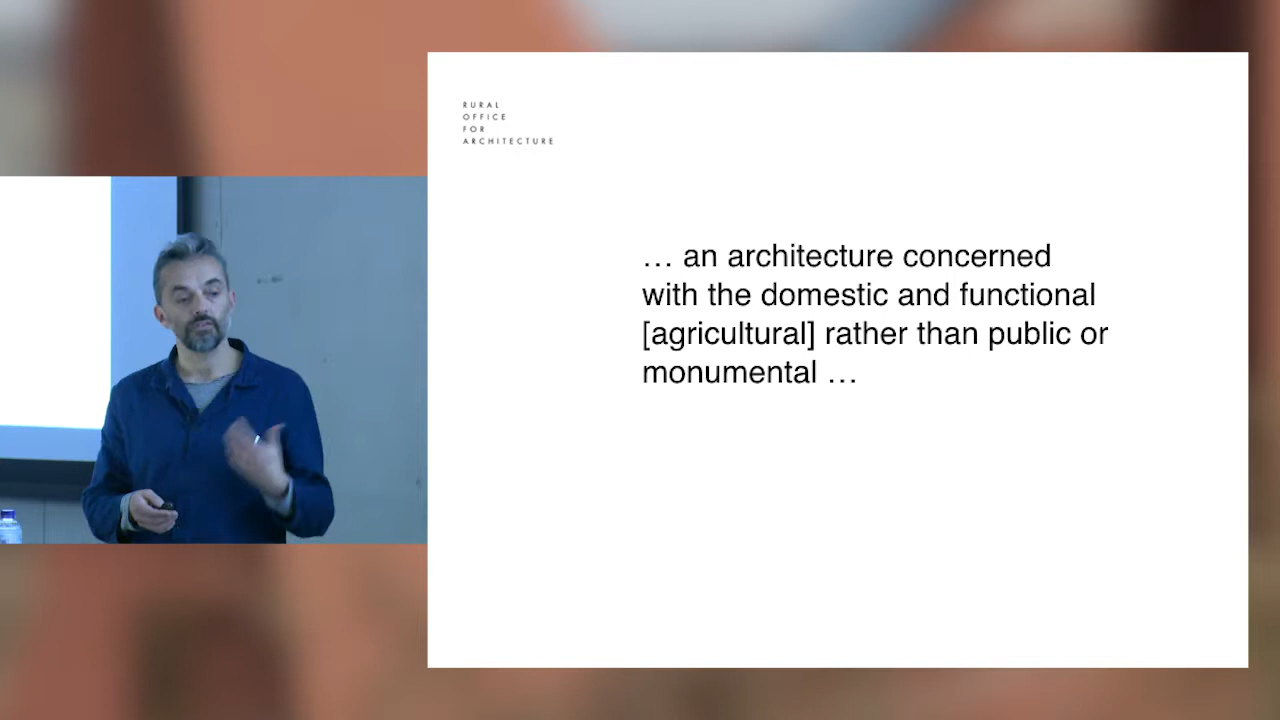 RURAL
OFFICE
FOR
ARCHITECTURE
… an architecture concerned
with the domestic and functional
[agricultural] rather than public or
monumental …